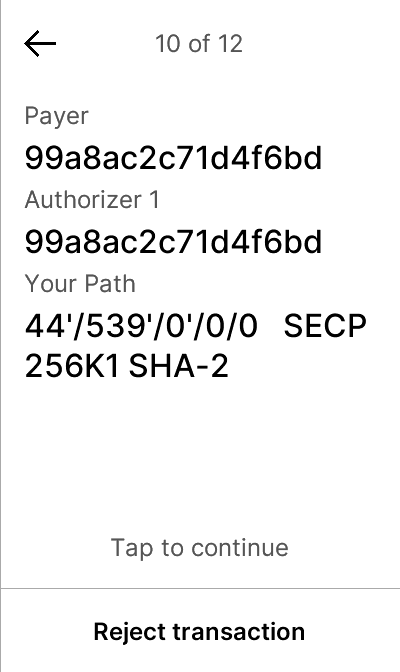 10 of 12
Payer
99a8ac2c71d4f6bd
Authorizer 1
99a8ac2c71d4f6bd
Your Path
44'/539'/0'/0/0   SECP
256K1 SHA-2
Tap to continue
Reject transaction